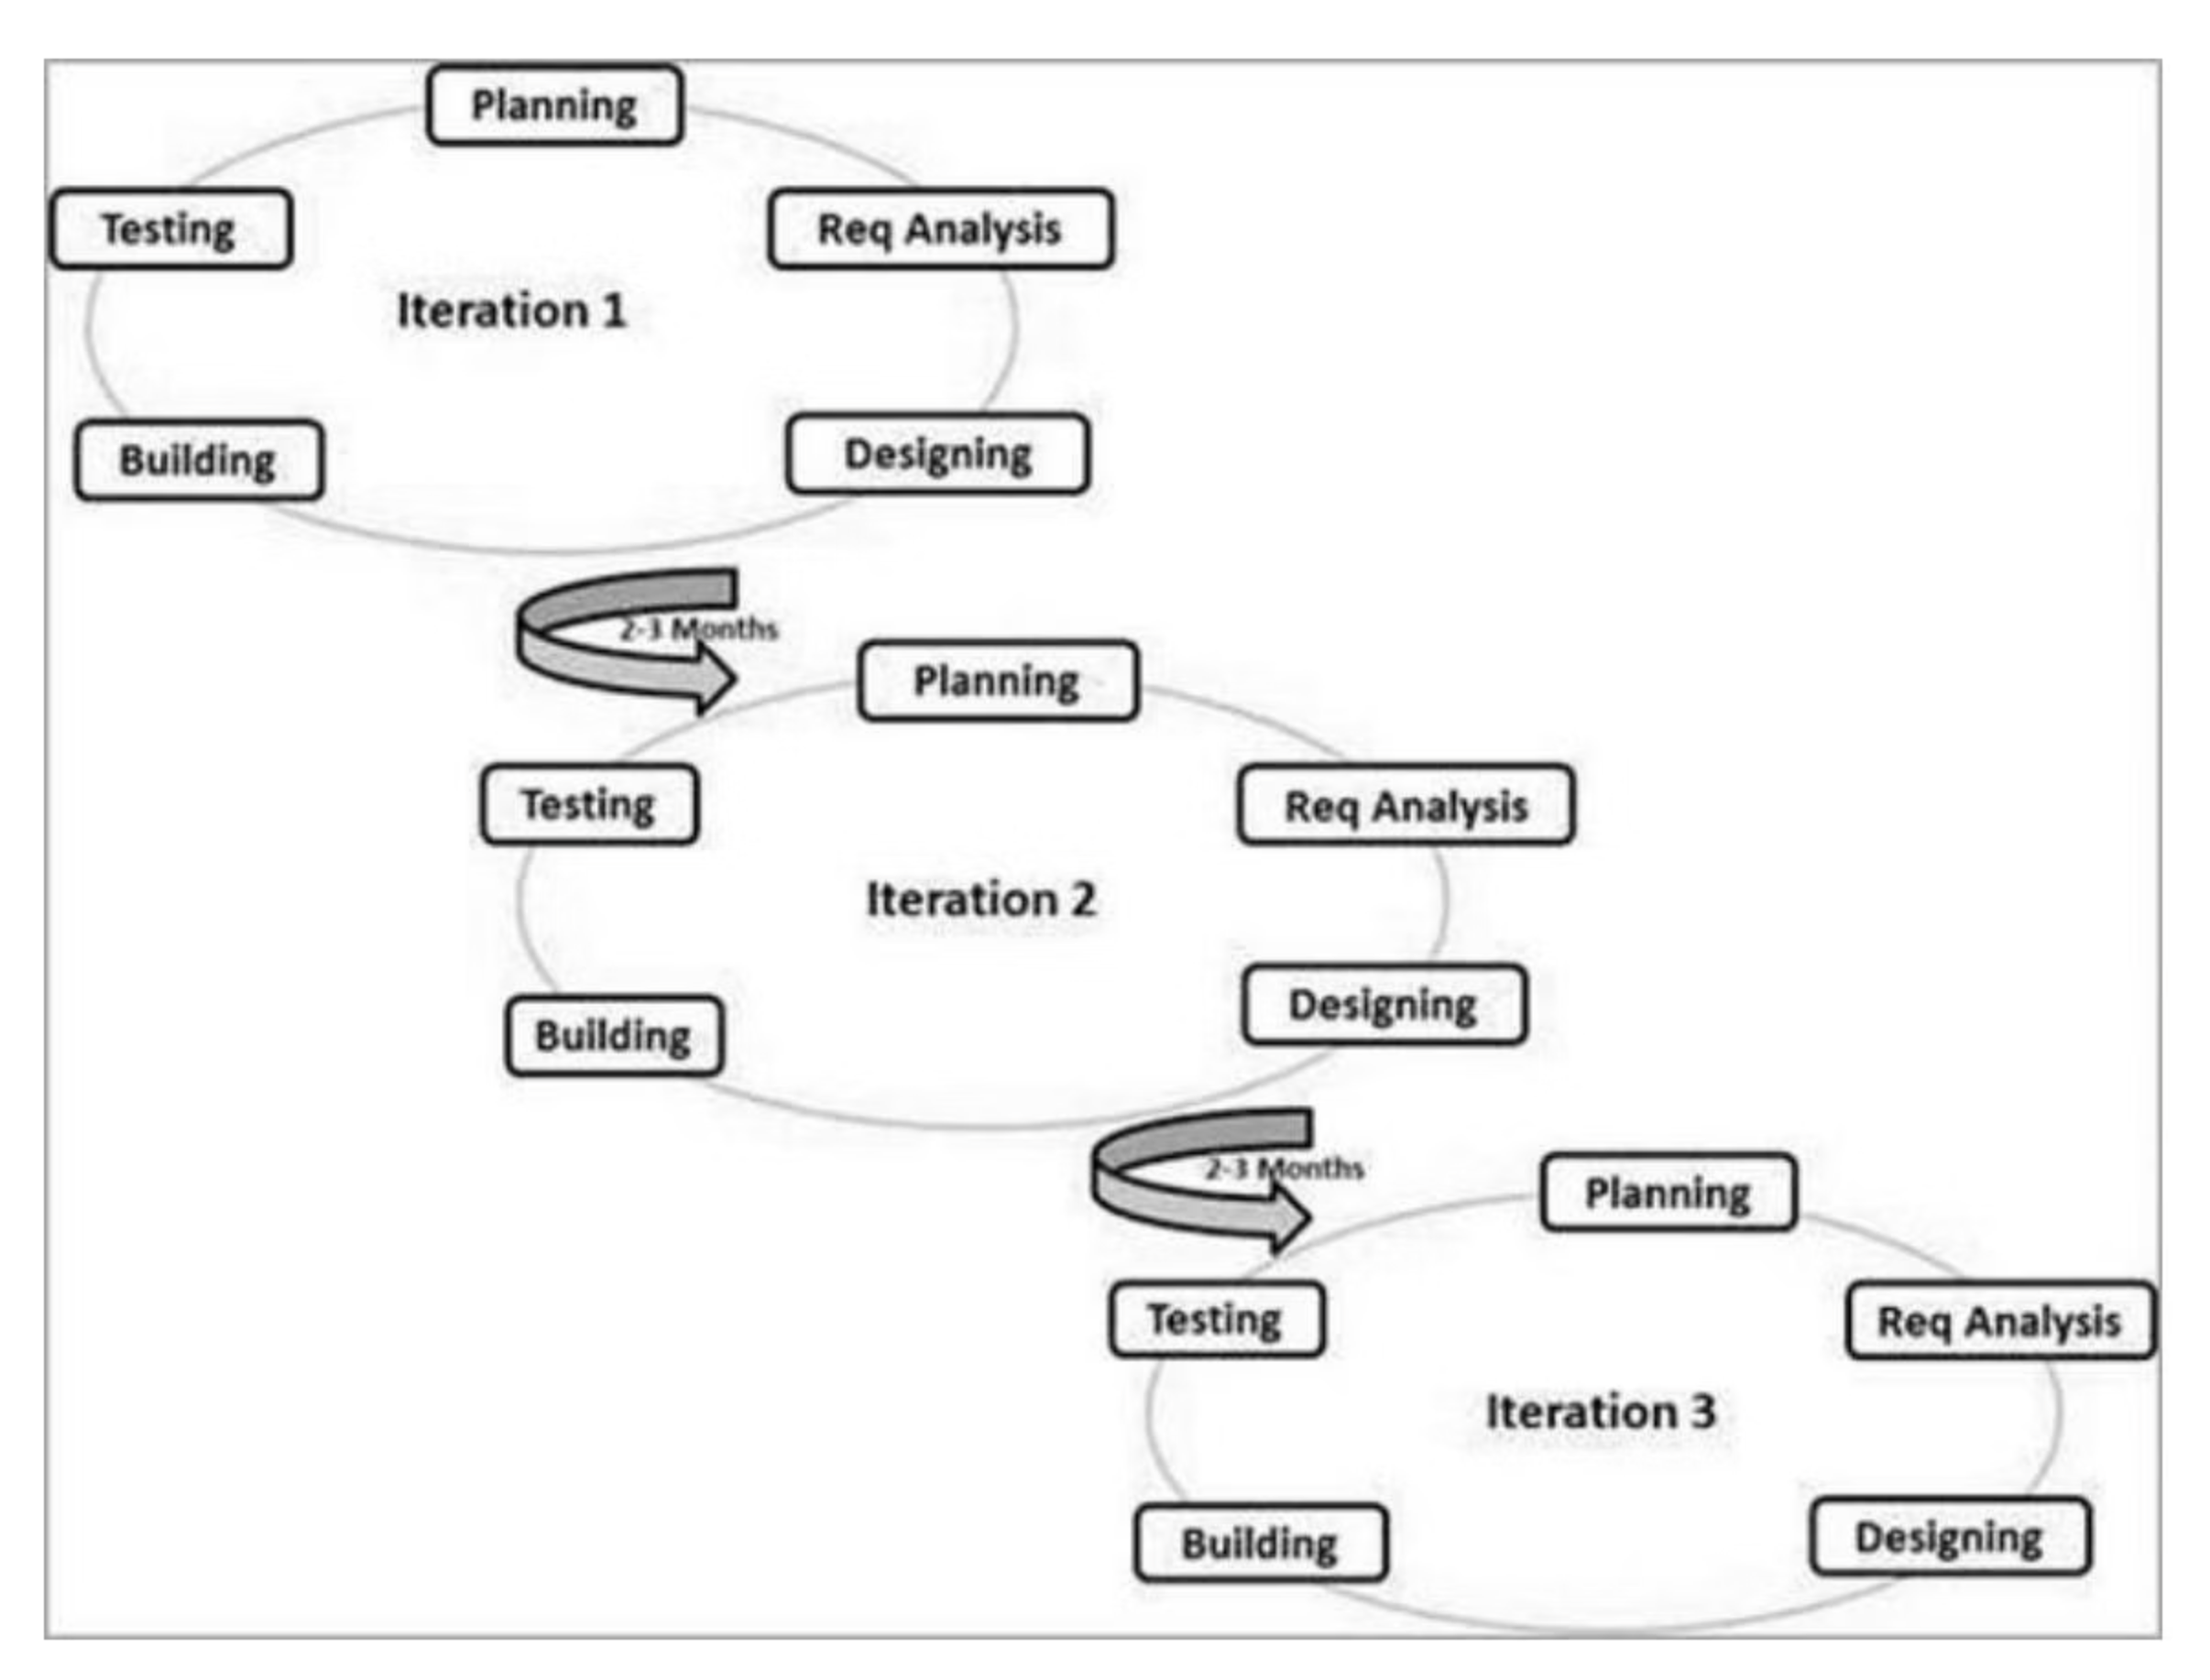 Planning
Testing
Req Analysis
Iteration 1
Building
Designing
2-3 Months
Planning
Testing
Req Analysis
Iteration 2
Building
Designing
2-3 Months
Planning
Testing
Req Analysis
Iteration 3
Building
Designing